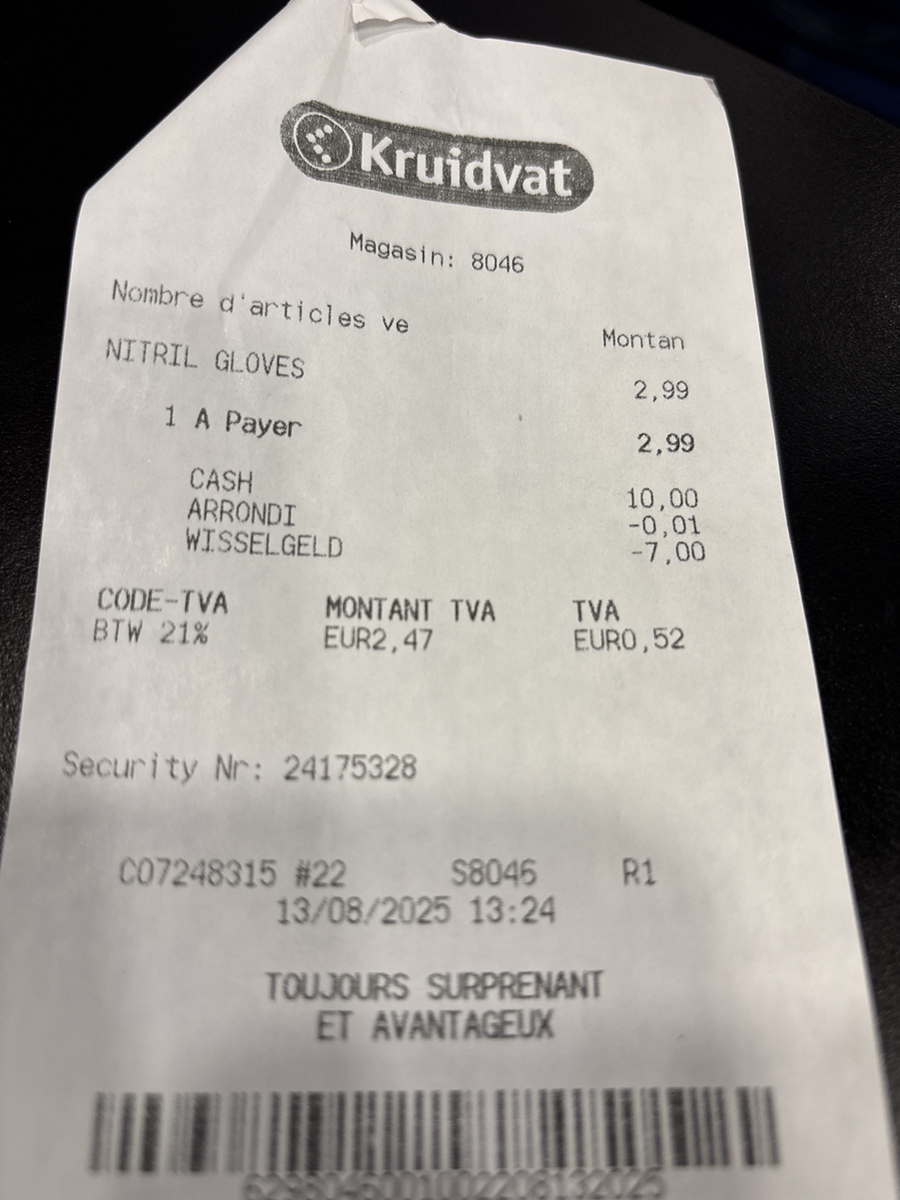 Kruidvat
Magasin: 8046
Nombre d'articles ve Montan
NITRIL GLOVES 2,99
1 A Payer 2,99
CASH 10,00
ARRONDI -0,01
WISSELGELD -7,00
CODE-TVA MONTANT TVA TVA
BTW 21% EUR2,47 EUR0,52
Security Nr: 24175328
C07248315 #22 S8046 R1
13/08/2025 13:24
TOUJOURS SURPRENANT
ET AVANTAGEUX